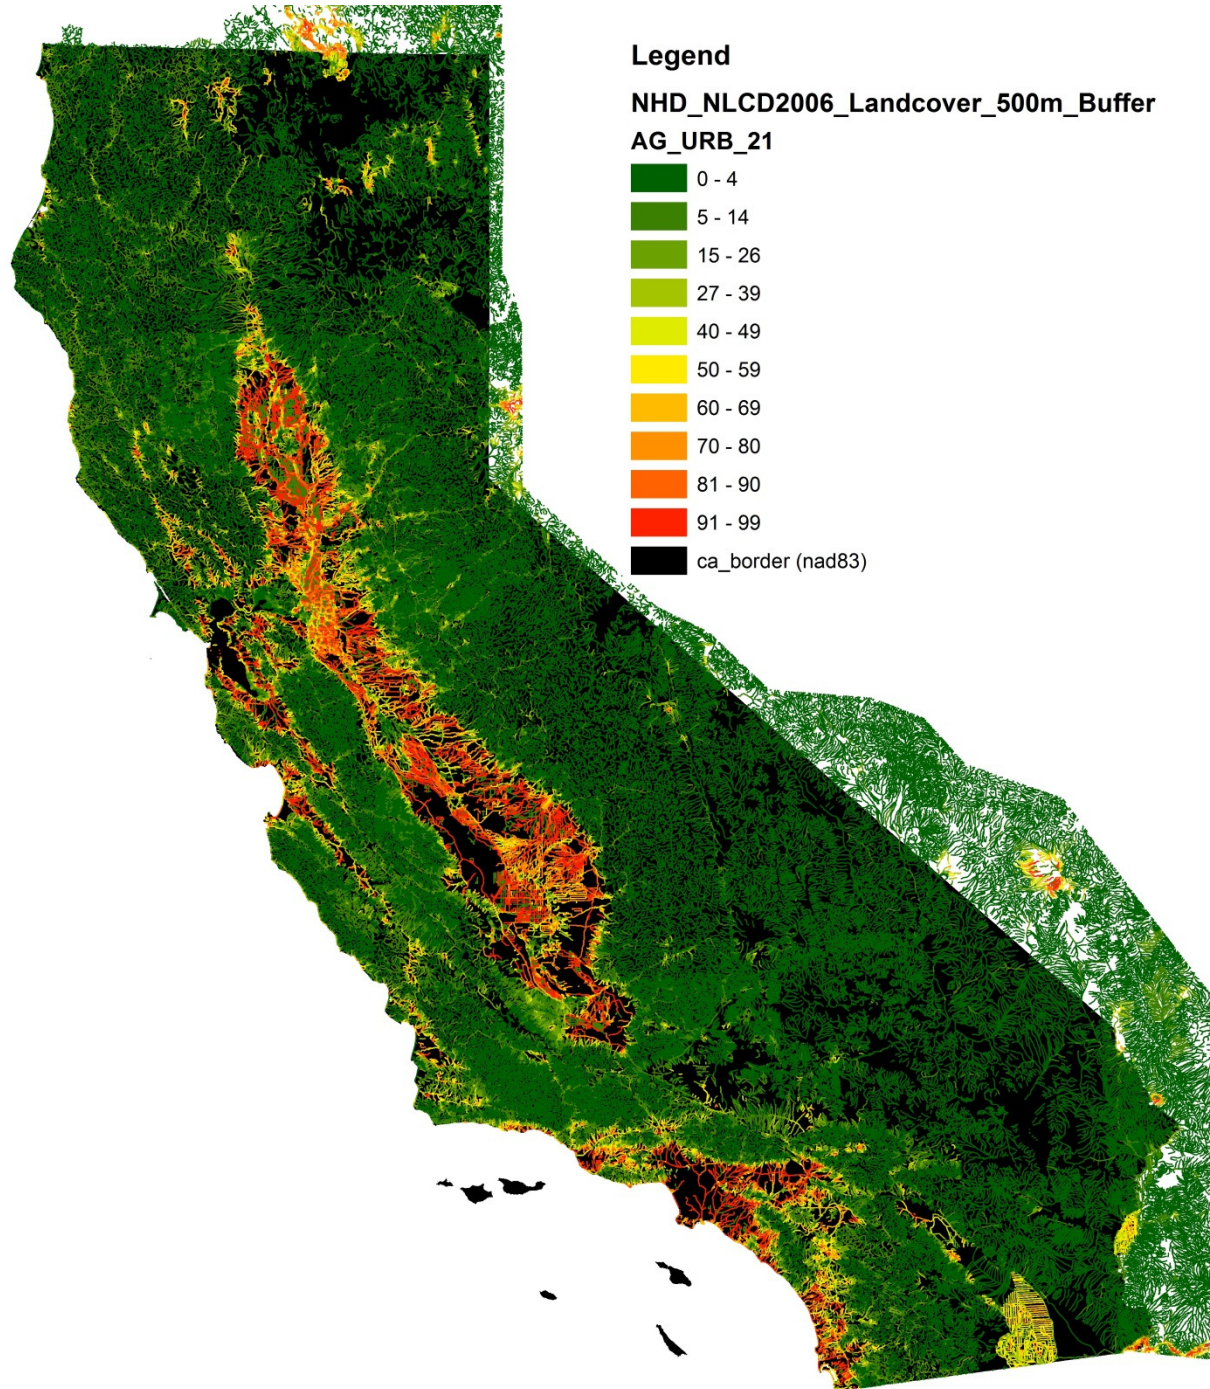 Legend
NHD_NLCD2006_Landcover_500m_Buffer
AG_URB_21
0 - 4
5 - 14
15 - 26
27 - 39
40 - 49
50 - 59
60 - 69
70 - 80
81 - 90
91 - 99
ca_border (nad83)